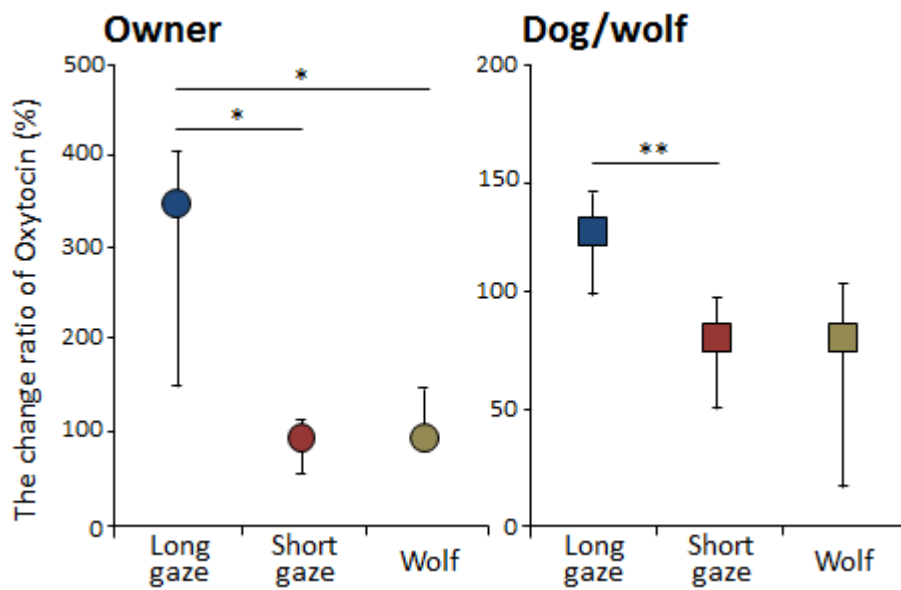 Owner
Dog/wolf
The change ratio of Oxytocin (%)
500
400
300
200
100
0
*
*
Long
gaze
Short
gaze
Wolf
200
150
100
50
0
**
Long
gaze
Short
gaze
Wolf